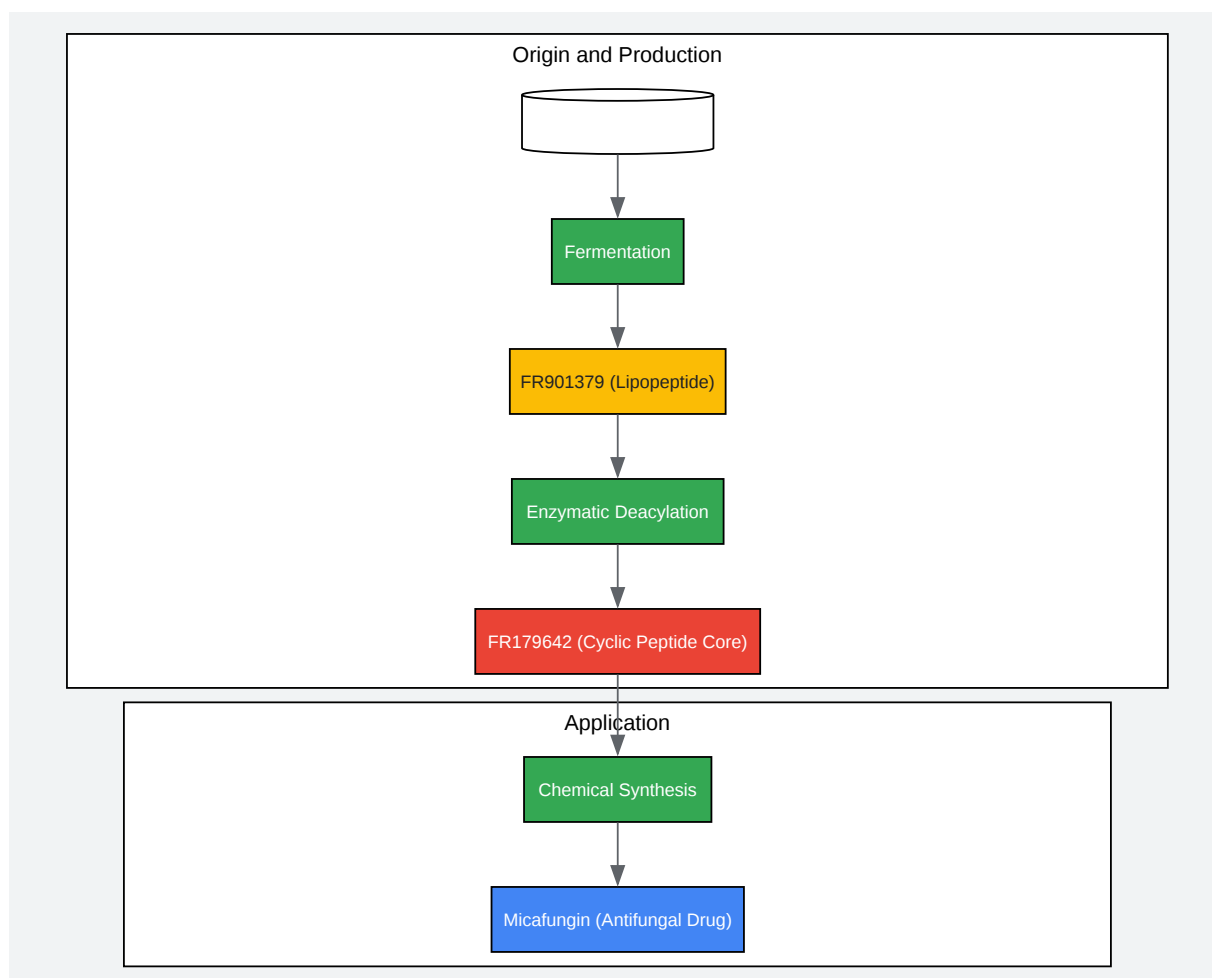 Origin and Production
Fermentation
FR901379 (Lipopeptide)
Enzymatic Deacylation
FR179642 (Cyclic Peptide Core)
Application
Chemical Synthesis
Micafungin (Antifungal Drug)